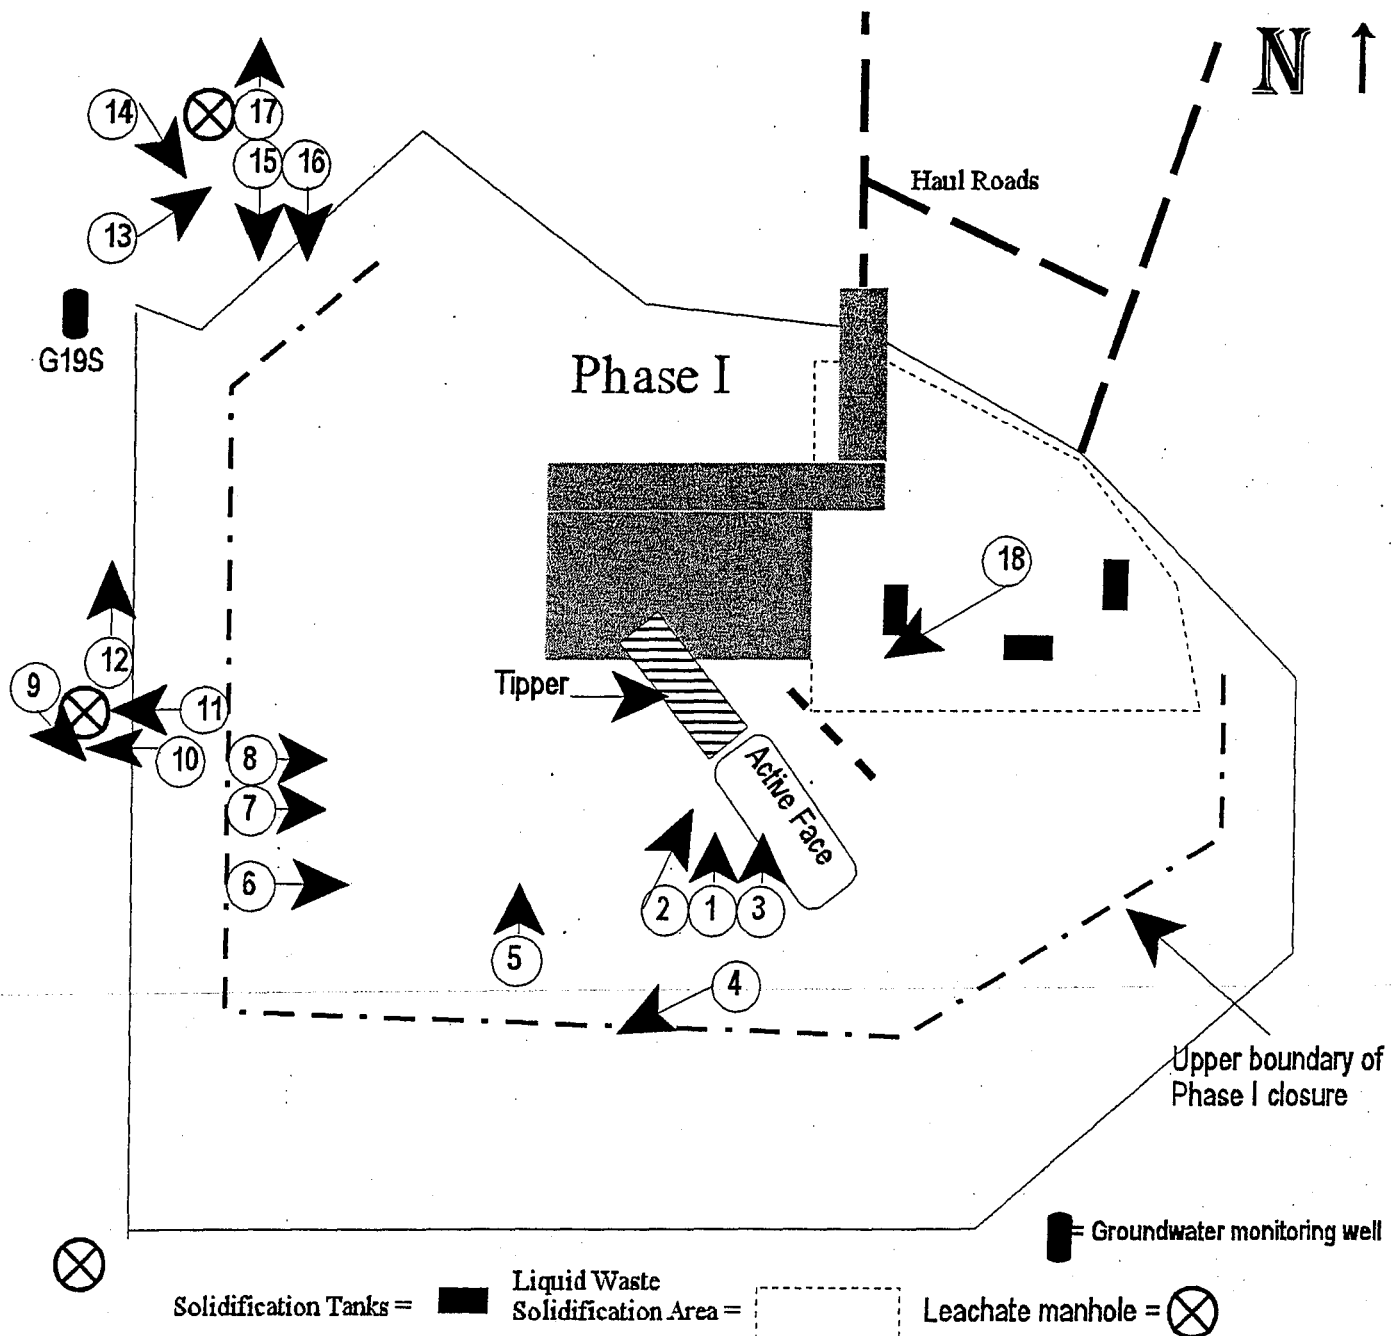 N
14
17
15
16
Haul Roads
13
G19S
Phase I
18
12
9
Tipper
11
10
8
Active Face
7
6
2
1
3
5
4
Upper boundary of
Phase I closure
= Groundwater monitoring well
Liquid Waste
Solidification Tanks =
Solidification Area =
Leachate manhole =